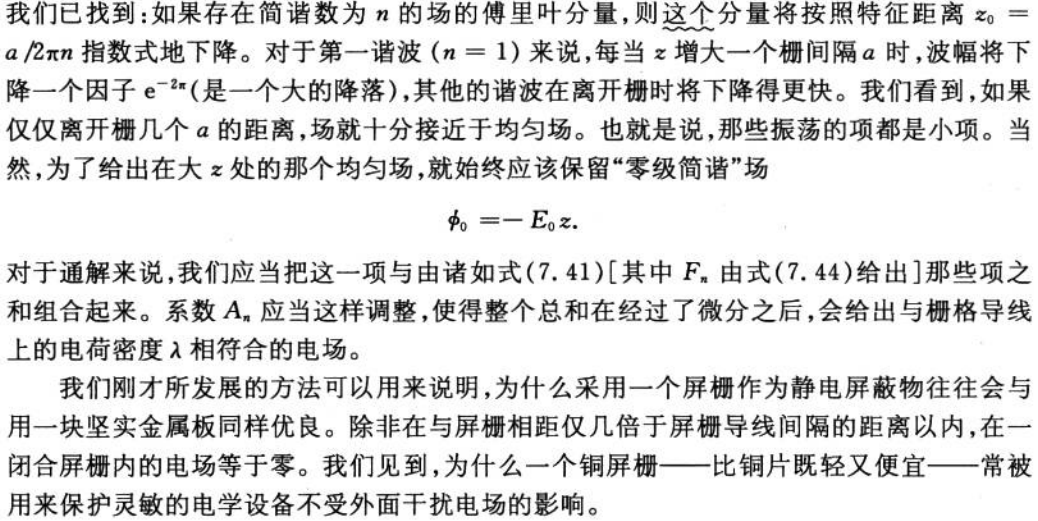 我们已找到:如果存在简谐数为 n 的场的傅里叶分量,则这个分量将按照特征距离 z₀ =
a/2πn 指数式地下降。对于第一谐波 (n = 1) 来说,每当 z 增大一个栅间隔 a 时,波幅将下
降一个因子 e⁻²π(是一个大的降落),其他的谐波在离开栅时将下降得更快。我们看到,如果
仅仅离开栅几个 a 的距离,场就十分接近于均匀场。也就是说,那些振荡的项都是小项。当
然,为了给出在大 z 处的那个均匀场,就始终应该保留“零级简谐”场
ϕ₀ =− E₀z.
对于通解来说,我们应当把这一项与由诸如式(7.41)[其中 Fₙ 由式(7.44)给出]那些项之
和组合起来。系数 Aₙ 应当这样调整,使得整个总和在经过了微分之后,会给出与栅格导线
上的电荷密度 λ 相符合的电场。
我们刚才所发展的方法可以用来说明,为什么采用一个屏栅作为静电屏蔽物往往会与
用一块坚实金属板同样优良。除非在与屏栅相距仅几倍于屏栅导线间隔的距离以内,在一
闭合屏栅内的电场等于零。我们见到,为什么一个铜屏栅——比铜片既轻又便宜——常被
用来保护灵敏的电学设备不受外面干扰电场的影响。